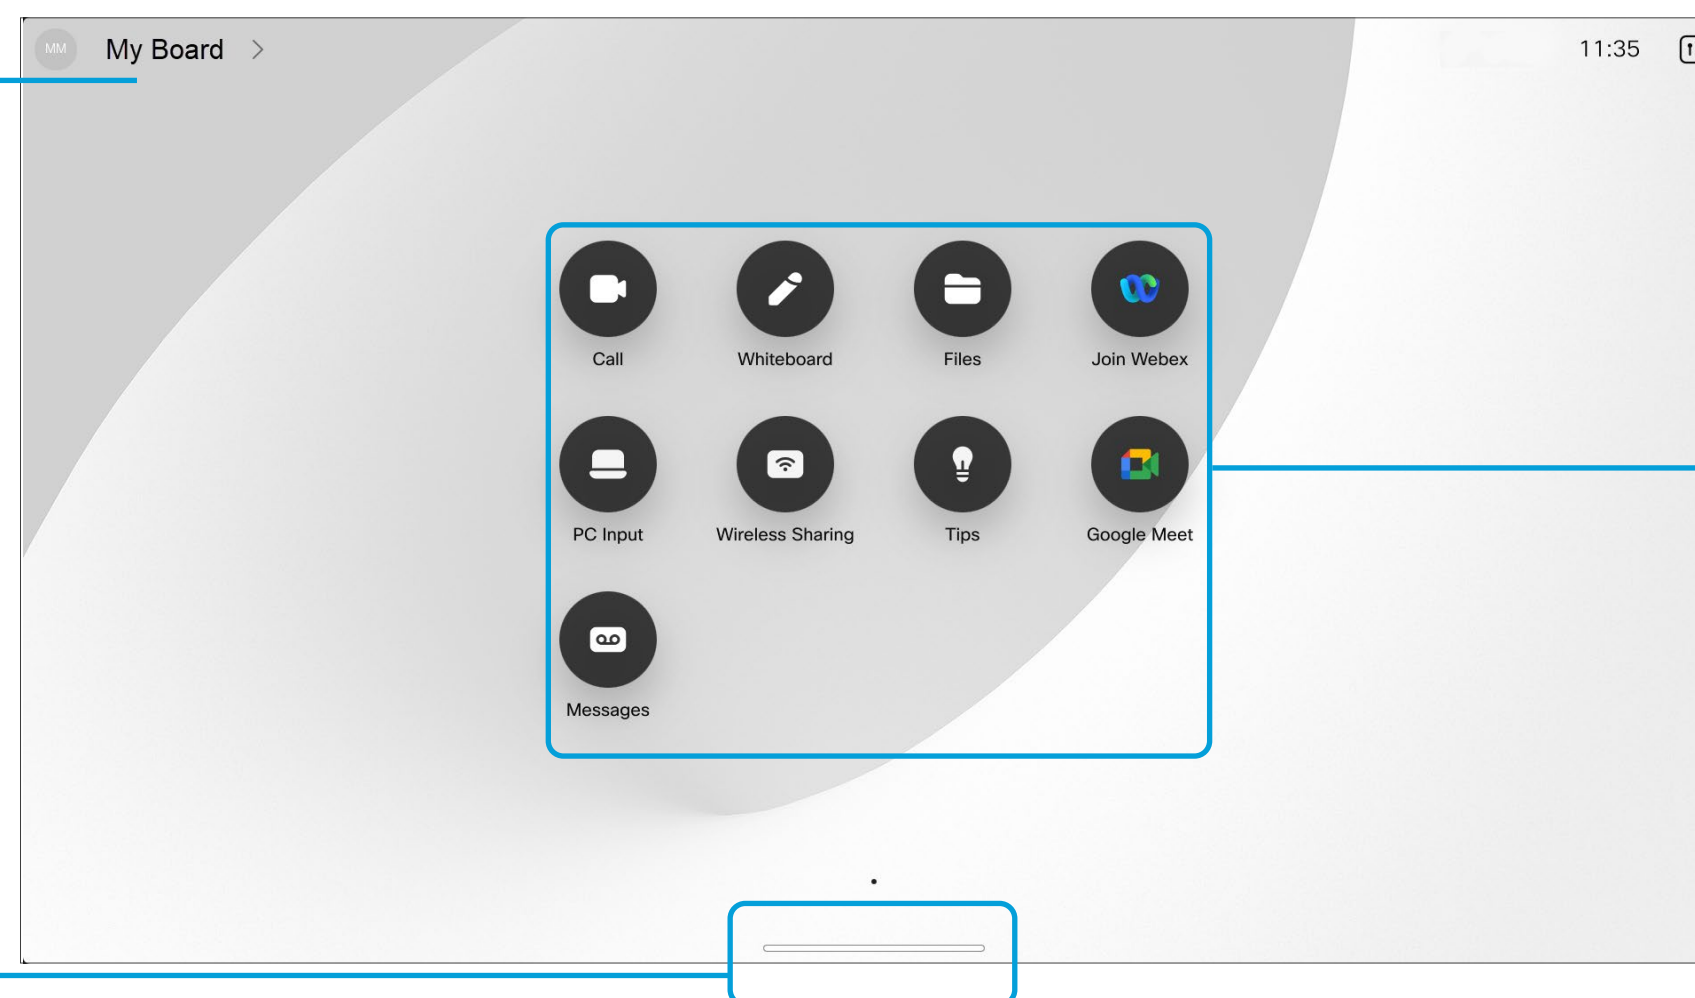 MM My Board 11:35
Call Whiteboard Files Join Webex
PC Input Wireless Sharing Tips Google Meet
Messages